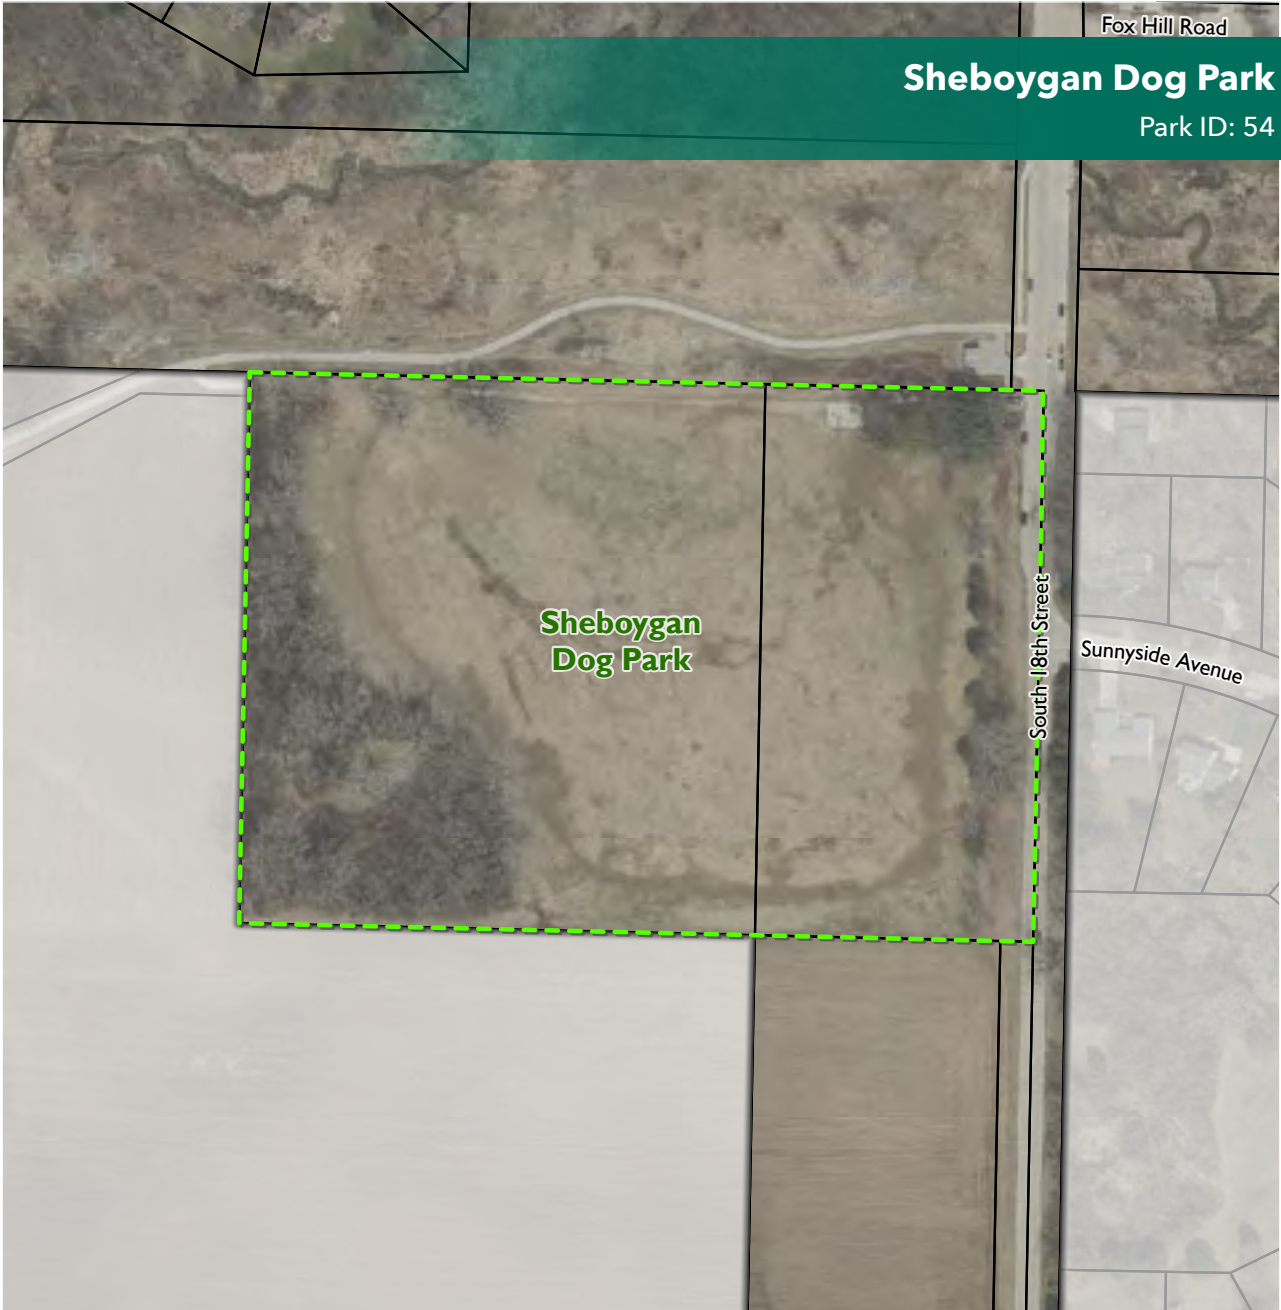 Fox Hill Road
Sheboygan Dog Park
Park ID: 54
Sheboygan
Dog Park
South 18th Street
Sunnyside Avenue